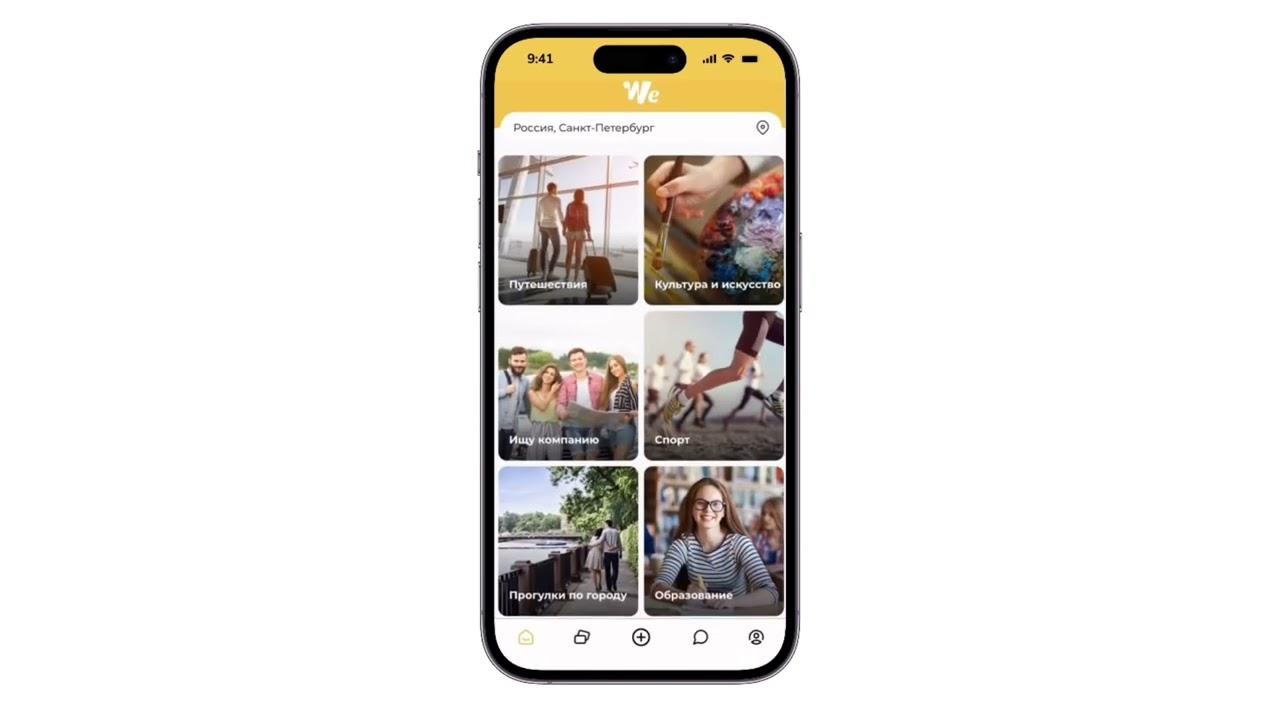 9:41
We
Россия, Санкт-Петербург
Путешествия
Культура и искусство
Ищу компанию
Спорт
Прогулки по городу
Образование